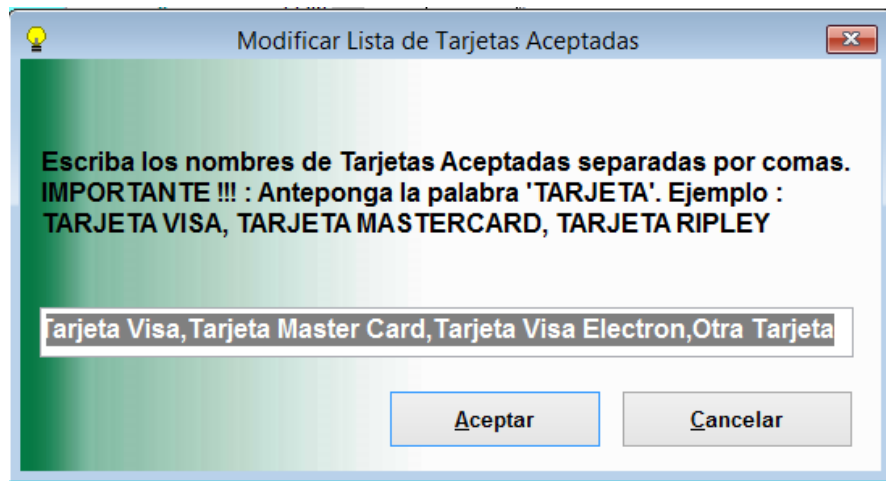 Modificar Lista de Tarjetas Aceptadas
Escriba los nombres de Tarjetas Aceptadas separadas por comas.
IMPORTANTE !!! : Anteponga la palabra 'TARJETA'. Ejemplo :
TARJETA VISA, TARJETA MASTERCARD, TARJETA RIPLEY
Tarjeta Visa,Tarjeta Master Card,Tarjeta Visa Electron,Otra Tarjeta
Aceptar
Cancelar